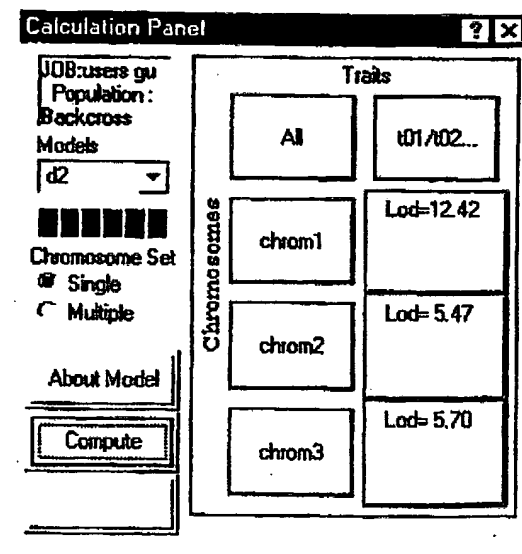 Calculation Panel ? ×
JOB:users gu
Population :
Backcross
Models
d2
Chromosome Set
Single
Multiple
About Model
Compute
Traits
All
t01/t02...
Chromosomes
chrom1
Lod=12.42
chrom2
Lod= 5.47
chrom3
Lod= 5.70